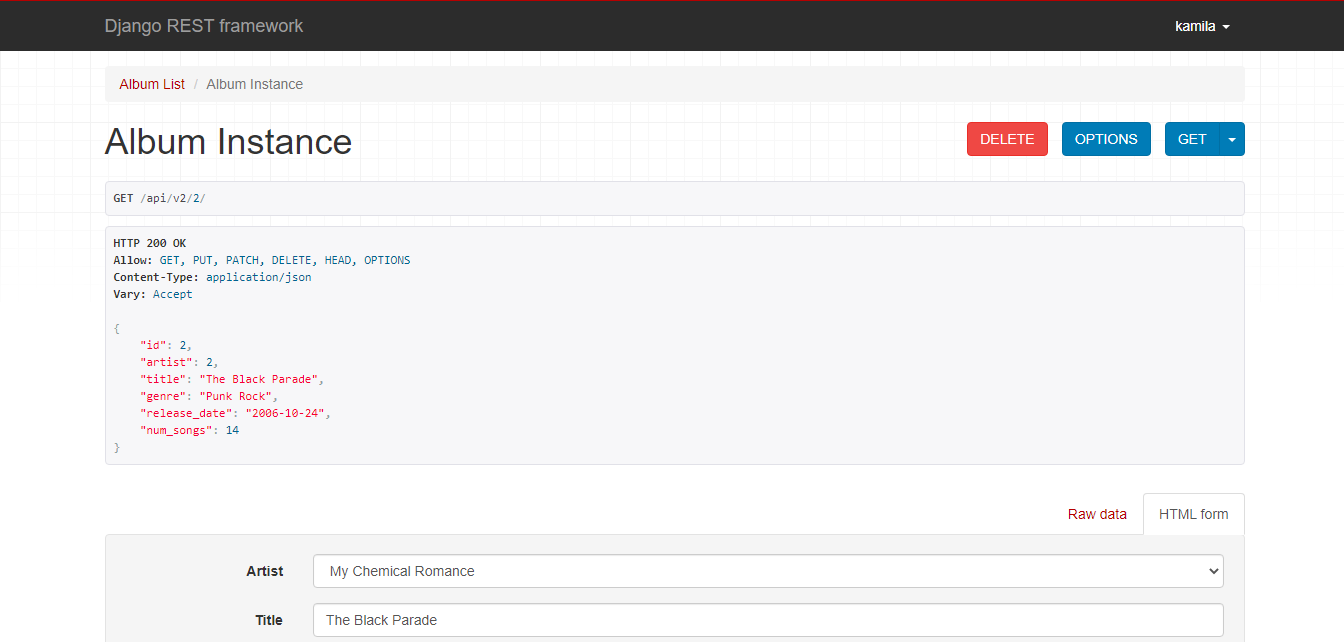 Django REST framework
kamila
Album List / Album Instance
Album Instance
DELETE
OPTIONS
GET
GET /api/v2/2/
HTTP 200 OK
Allow: GET, PUT, PATCH, DELETE, HEAD, OPTIONS
Content-Type: application/json
Vary: Accept
{
    "id": 2,
    "artist": 2,
    "title": "The Black Parade",
    "genre": "Punk Rock",
    "release_date": "2006-10-24",
    "num_songs": 14
}
Raw data
HTML form
Artist
My Chemical Romance
Title
The Black Parade